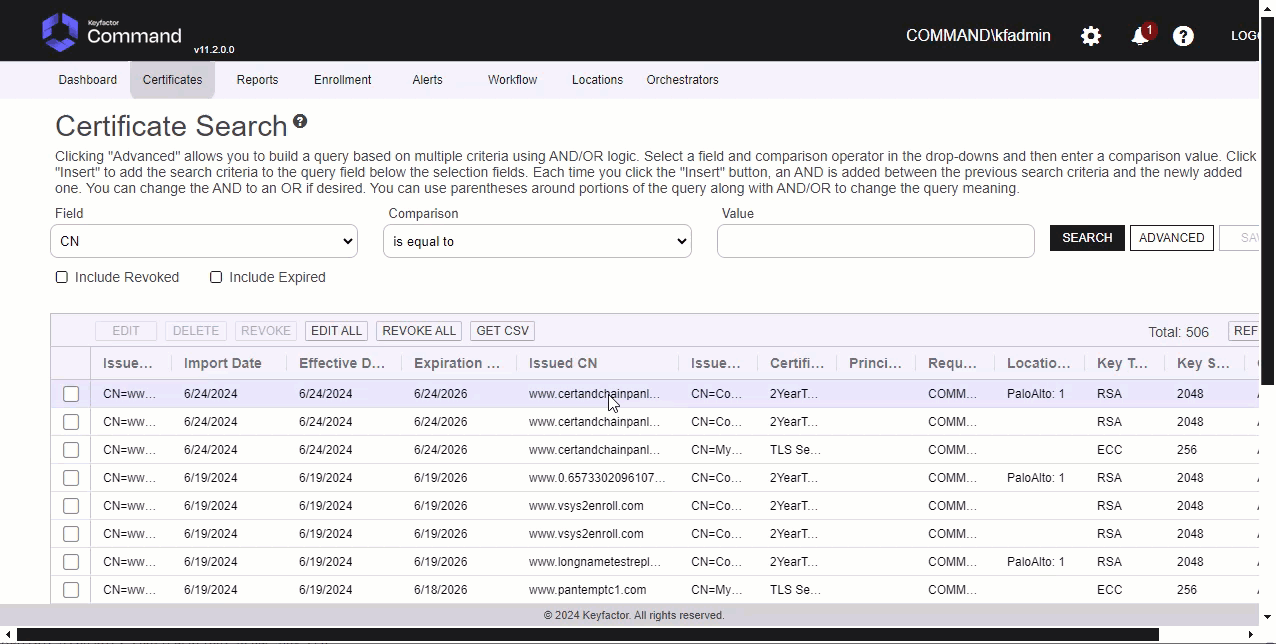 Keyfactor
Command
v11.2.0.0
COMMAND\kfadmin
1
?
LOG
Dashboard Certificates Reports Enrollment Alerts Workflow Locations Orchestrators
Certificate Search ?
Clicking "Advanced" allows you to build a query based on multiple criteria using AND/OR logic. Select a field and comparison operator in the drop-downs and then enter a comparison value. Click
"Insert" to add the search criteria to the query field below the selection fields. Each time you click the "Insert" button, an AND is added between the previous search criteria and the newly added
one. You can change the AND to an OR if desired. You can use parentheses around portions of the query along with AND/OR to change the query meaning.
Field Comparison Value
CN is equal to SEARCH ADVANCED SAV
Include Revoked Include Expired
EDIT DELETE REVOKE EDIT ALL REVOKE ALL GET CSV Total: 506 REF
Issue... Import Date Effective D... Expiration ... Issued CN Issue... Certifi... Princi... Requ... Locatio... Key T... Key S...
CN=ww... 6/24/2024 6/24/2024 6/24/2026 www.certandchainpanl... CN=Co... 2YearT... COMM... PaloAlto: 1 RSA 2048
CN=ww... 6/24/2024 6/24/2024 6/24/2026 www.certandchainpanl... CN=Co... 2YearT... COMM... RSA 2048
CN=ww... 6/24/2024 6/24/2024 6/24/2026 www.certandchainpanl... CN=My... TLS Se... COMM... ECC 256
CN=ww... 6/19/2024 6/19/2024 6/19/2026 www.0.6573302096107... CN=Co... 2YearT... COMM... PaloAlto: 1 RSA 2048
CN=ww... 6/19/2024 6/19/2024 6/19/2026 www.vsys2enroll.com CN=Co... 2YearT... COMM... RSA 2048
CN=ww... 6/19/2024 6/19/2024 6/19/2026 www.vsys2enroll.com CN=Co... 2YearT... COMM... RSA 2048
CN=ww... 6/19/2024 6/19/2024 6/19/2026 www.longnametestrepl... CN=Co... 2YearT... COMM... PaloAlto: 1 RSA 2048
CN=ww... 6/19/2024 6/19/2024 6/18/2026 www.pantemptc1.com CN=My... TLS Se... COMM... ECC 256
© 2024 Keyfactor. All rights reserved.